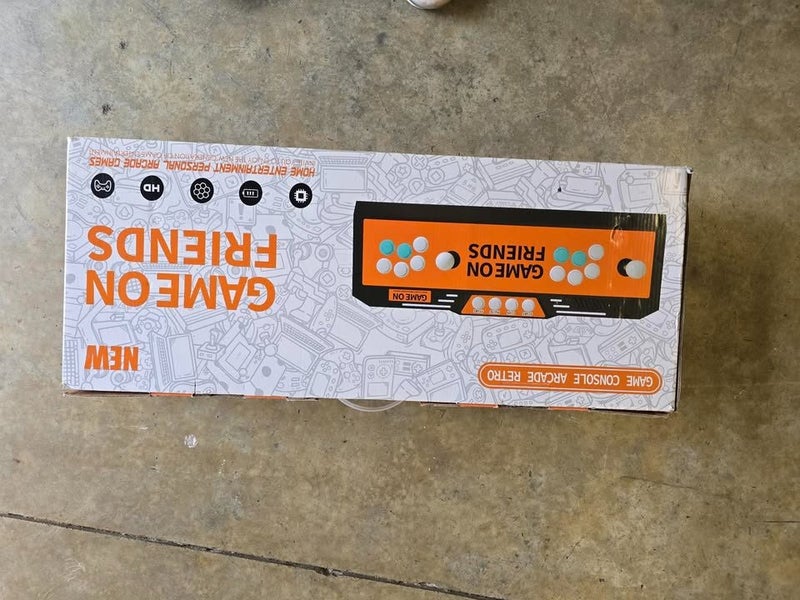 GAME CONSOLE ARCADE RETRO
NEW
GAME ON
GAME ON
FRIENDS
GAME ON
FRIENDS
HD
HOME ENTERTAINMENT PERSONAL ARCADE GAMES